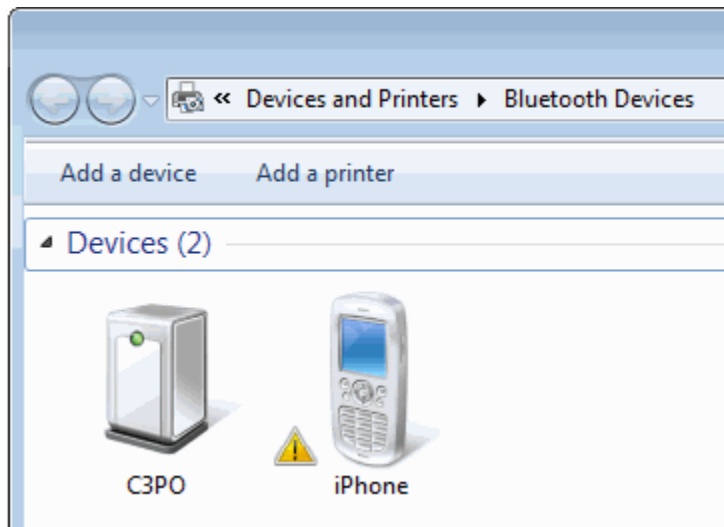 « Devices and Printers ▸ Bluetooth Devices
Add a device Add a printer
Devices (2)
C3PO iPhone